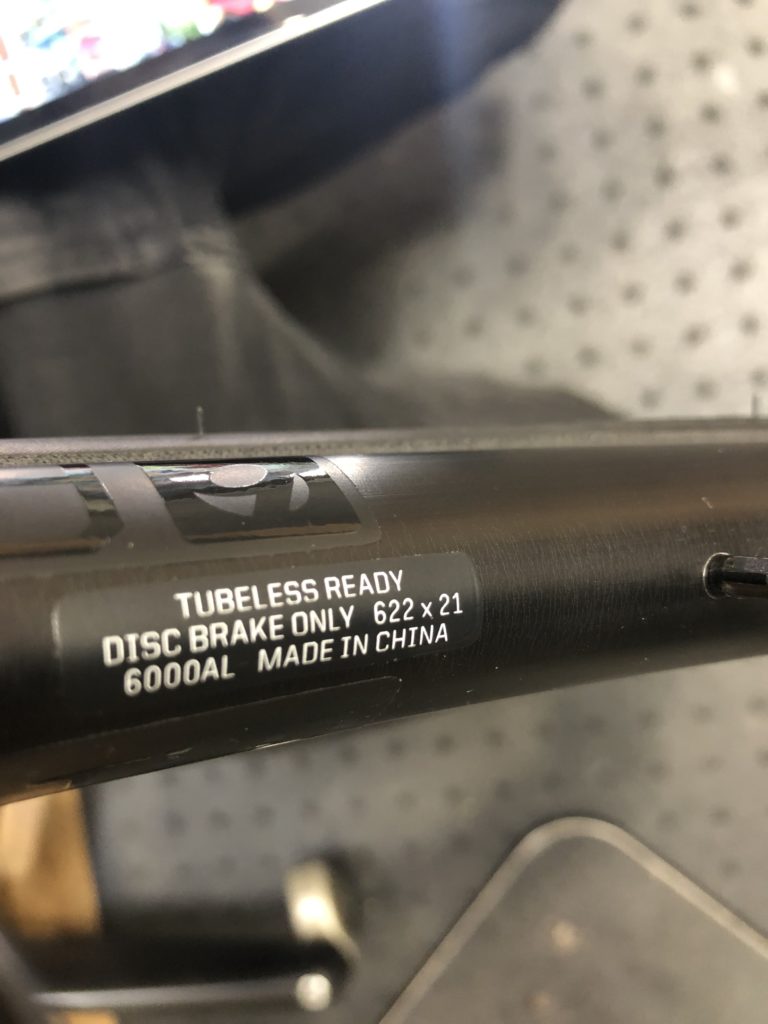 TUBELESS READY
DISC BRAKE ONLY 622 x 21
6000AL MADE IN CHINA